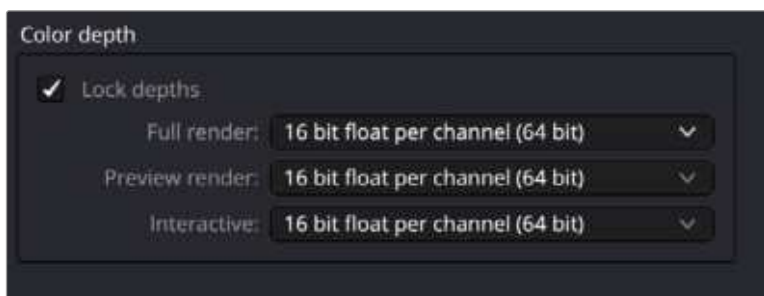 Color depth
Lock depths
Full render: 16 bit float per channel (64 bit)
Preview render: 16 bit float per channel (64 bit)
Interactive: 16 bit float per channel (64 bit)